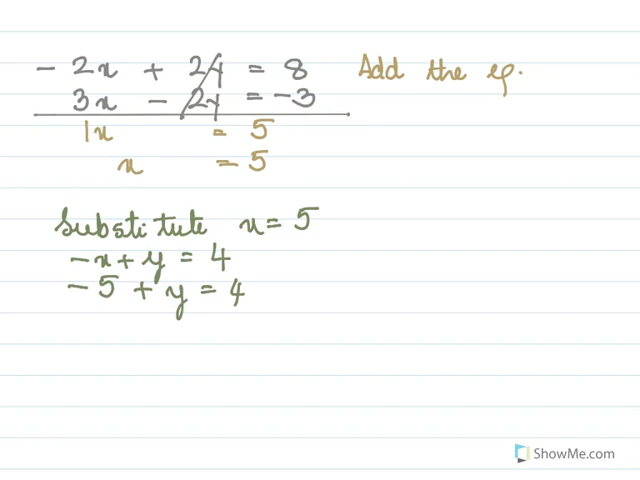 - 2x + 2y = 8 Add the eq.
3x - 2y = -3
1x = 5
x = 5
Substitute x = 5
-x + y = 4
- 5 + y = 4
ShowMe.com